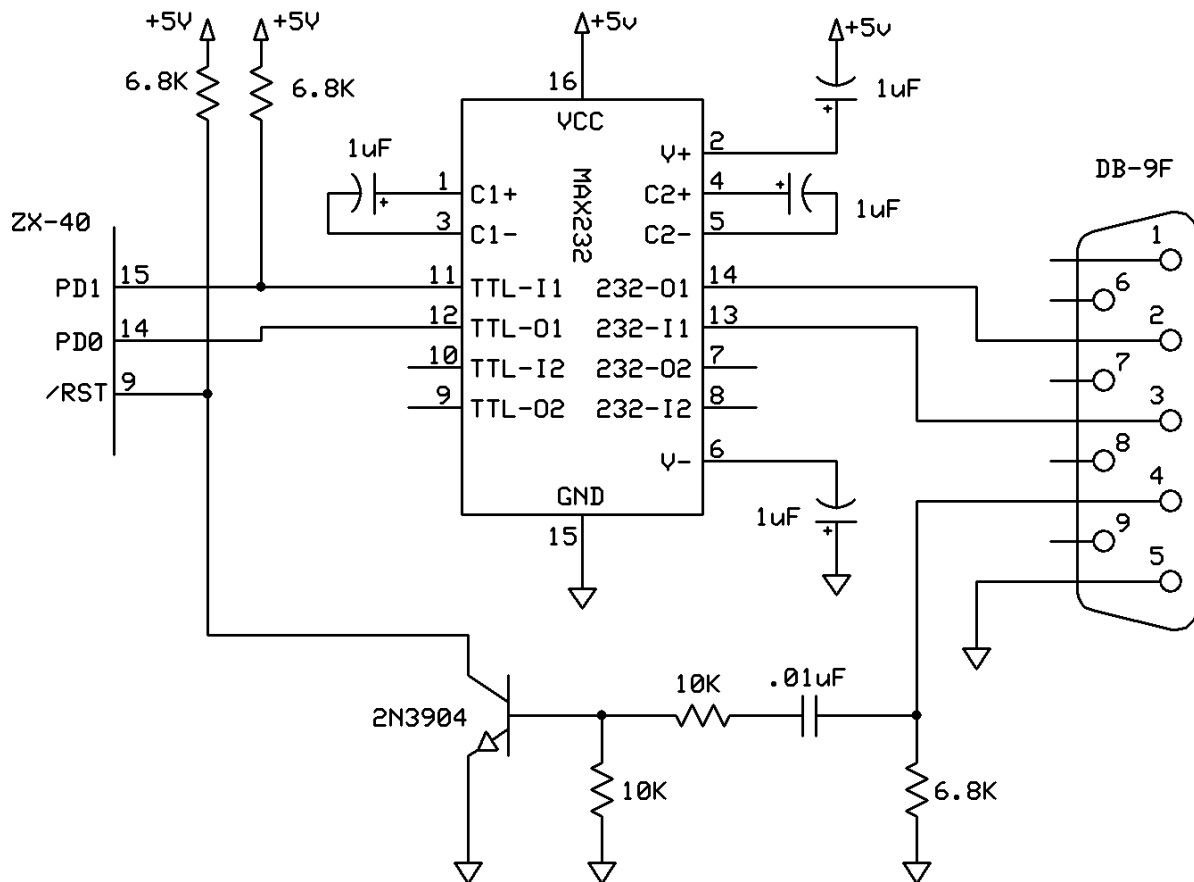 +5V
+5V
+5v
+5v
6.8K
6.8K
16
1uF
VCC
1uF
2
V+
MAX232
DB-9F
1
C1+
C2+
4
1uF
ZX-40
3
C1-
C2-
5
1
PD1
15
11
TTL-I1
232-O1
14
6
PD0
14
12
TTL-O1
232-I1
13
2
/RST
9
10
TTL-I2
232-O2
7
7
9
TTL-O2
232-I2
8
3
V-
6
8
GND
4
15
1uF
9
5
2N3904
10K
.01uF
10K
6.8K